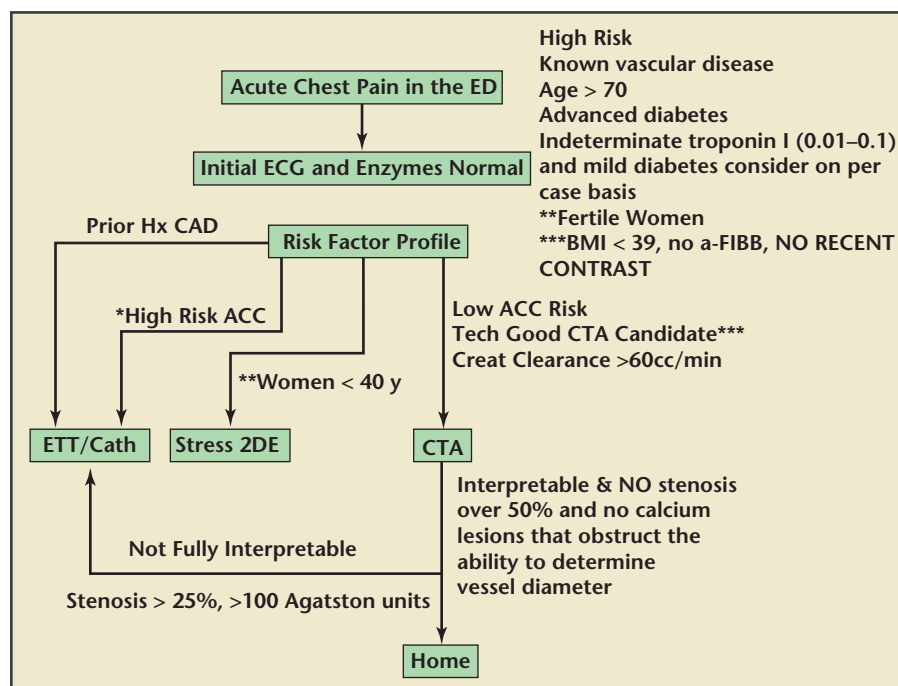 Acute Chest Pain in the ED
Initial ECG and Enzymes Normal
High Risk
Known vascular disease
Age > 70
Advanced diabetes
Indeterminate troponin I (0.01–0.1)
and mild diabetes consider on per
case basis
**Fertile Women
***BMI < 39, no a-FIBB, NO RECENT
CONTRAST
Prior Hx CAD
Risk Factor Profile
*High Risk ACC
**Women < 40 y
Low ACC Risk
Tech Good CTA Candidate***
Creat Clearance >60cc/min
ETT/Cath
Stress 2DE
CTA
Interpretable & NO stenosis
over 50% and no calcium
lesions that obstruct the
ability to determine
vessel diameter
Not Fully Interpretable
Stenosis > 25%, >100 Agatston units
Home